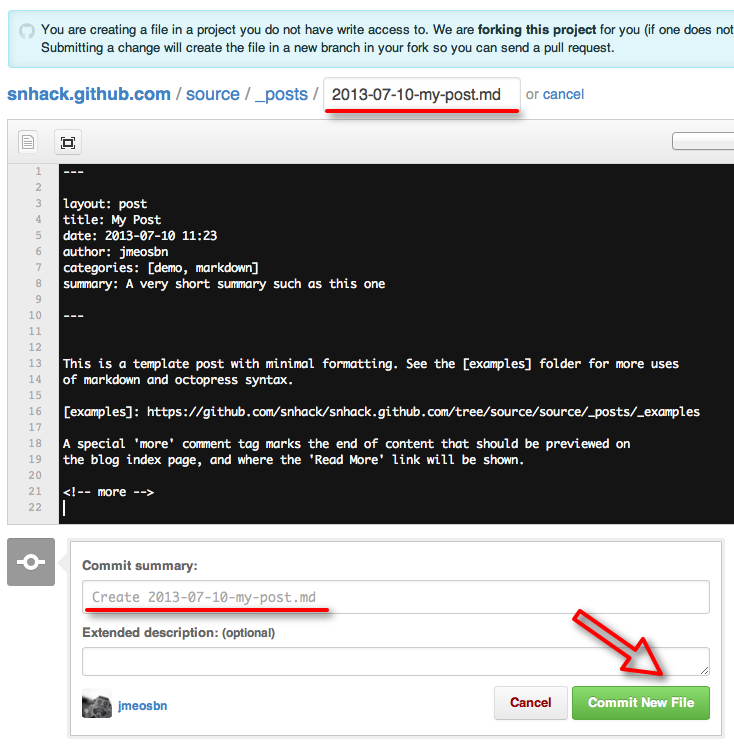 You are creating a file in a project you do not have write access to. We are forking this project for you (if one does not
Submitting a change will create the file in a new branch in your fork so you can send a pull request.
snhack.github.com / source / _posts / 2013-07-10-my-post.md or cancel
1 ---
2
3 layout: post
4 title: My Post
5 date: 2013-07-10 11:23
6 author: jmeosbn
7 categories: [demo, markdown]
8 summary: A very short summary such as this one
9
10 ---
11
12
13 This is a template post with minimal formatting. See the [examples] folder for more uses
14 of markdown and octopress syntax.
15
16 [examples]: https://github.com/snhack/snhack.github.com/tree/source/source/_posts/_examples
17
18 A special 'more' comment tag marks the end of content that should be previewed on
19 the blog index page, and where the 'Read More' link will be shown.
20
21 <!-- more -->
22
Commit summary:
Create 2013-07-10-my-post.md
Extended description: (optional)
jmeosbn Cancel Commit New File